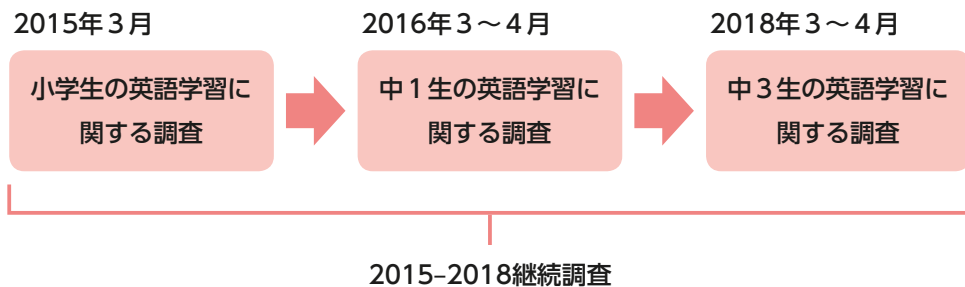 2015年3月
小学生の英語学習に
関する調査
2016年3～4月
中1生の英語学習に
関する調査
2018年3～4月
中3生の英語学習に
関する調査
2015–2018継続調査